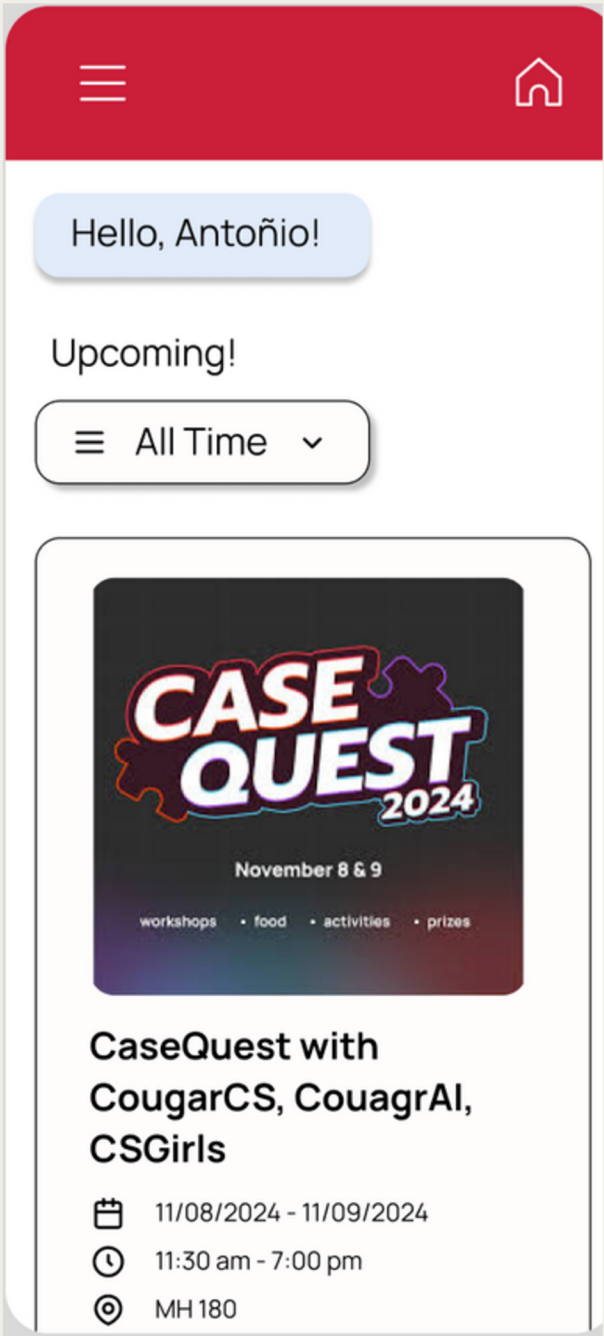 Hello, Antoñio!
Upcoming!
All Time
CASE
QUEST
2024
November 8 & 9
workshops • food • activities • prizes
CaseQuest with
CougarCS, CouagrAI,
CSGirls
11/08/2024 - 11/09/2024
11:30 am - 7:00 pm
MH 180